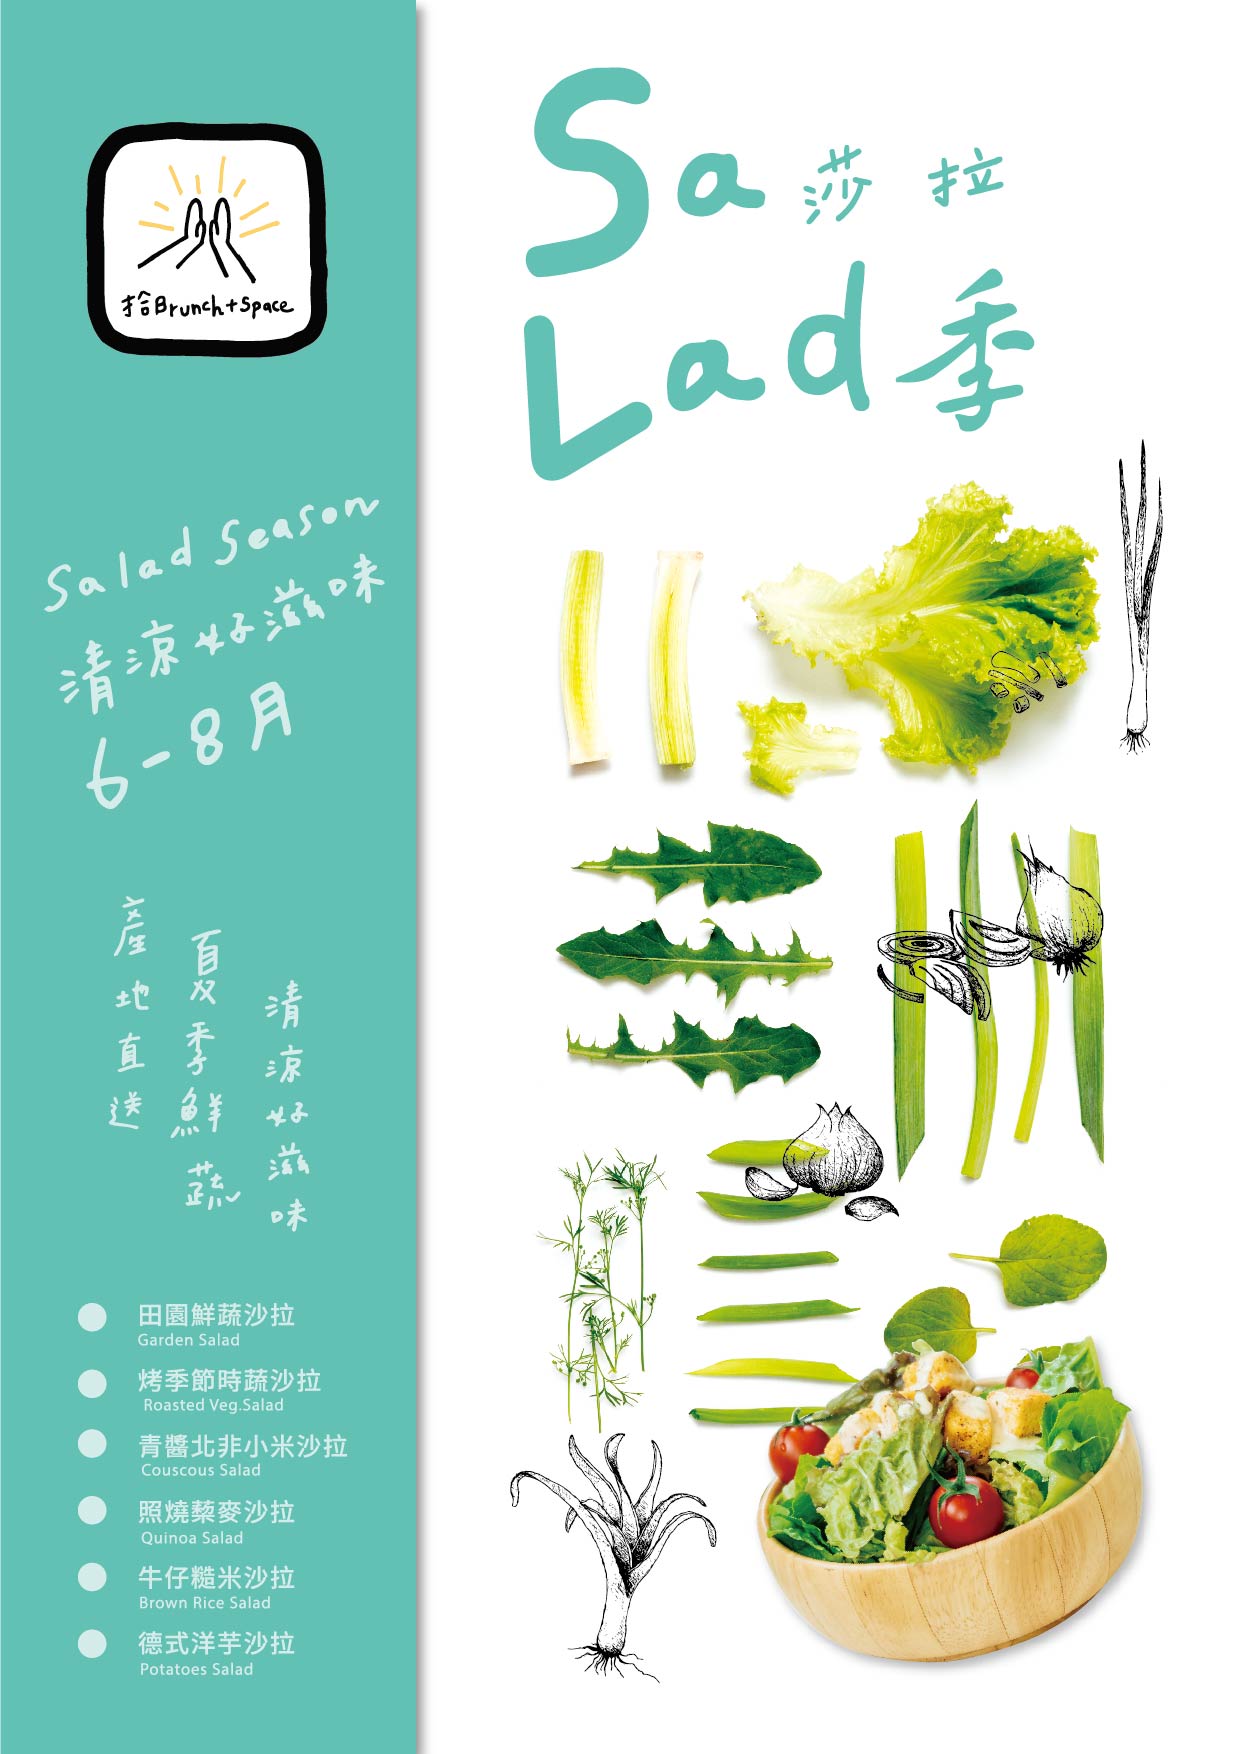 拾Brunch+Space
Salad Season
清涼好滋味
6-8月
產地直送
夏季鮮蔬
清涼好滋味
田園鮮蔬沙拉
Garden Salad
烤季節時蔬沙拉
Roasted Veg.Salad
青醬北非小米沙拉
Couscous Salad
照燒藜麥沙拉
Quinoa Salad
牛仔糙米沙拉
Brown Rice Salad
德式洋芋沙拉
Potatoes Salad
Sa莎拉
Lad季